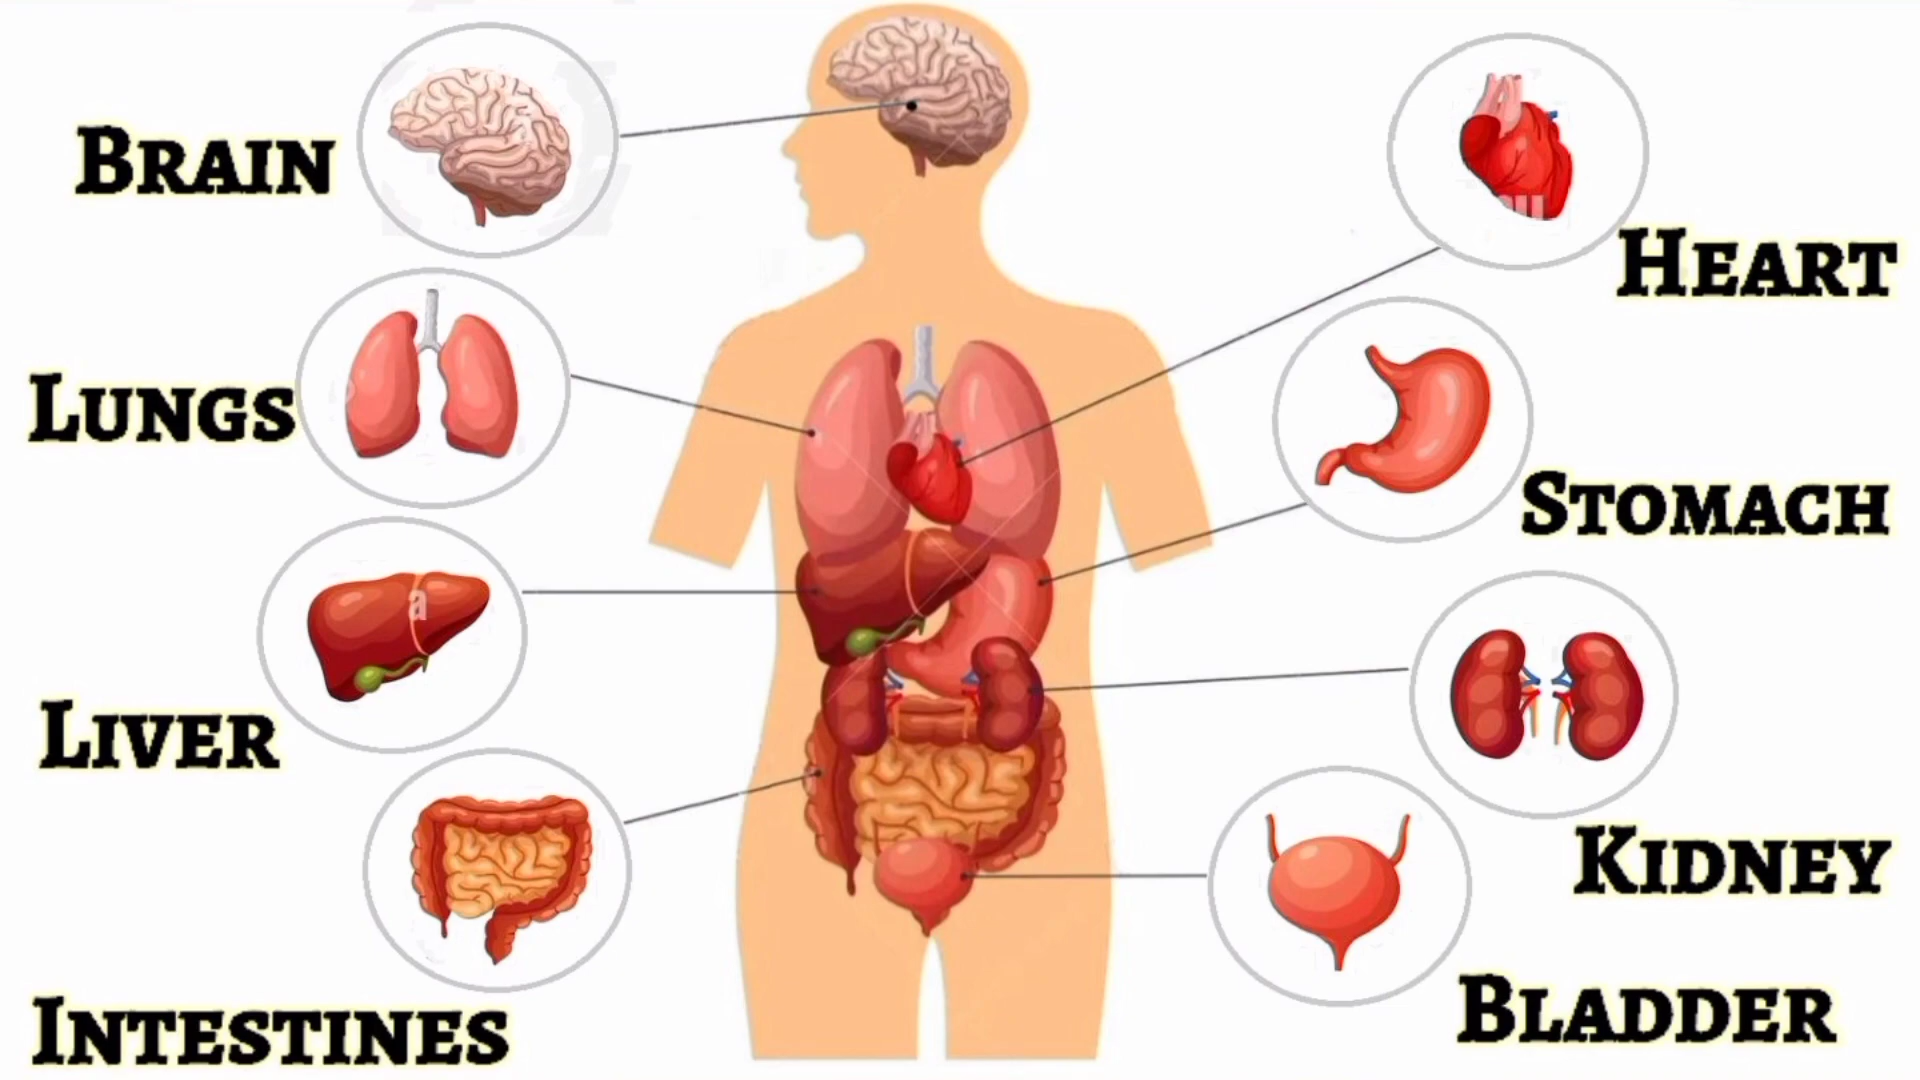 Brain
Heart
Lungs
Stomach
Liver
Kidney
Intestines
Bladder
a